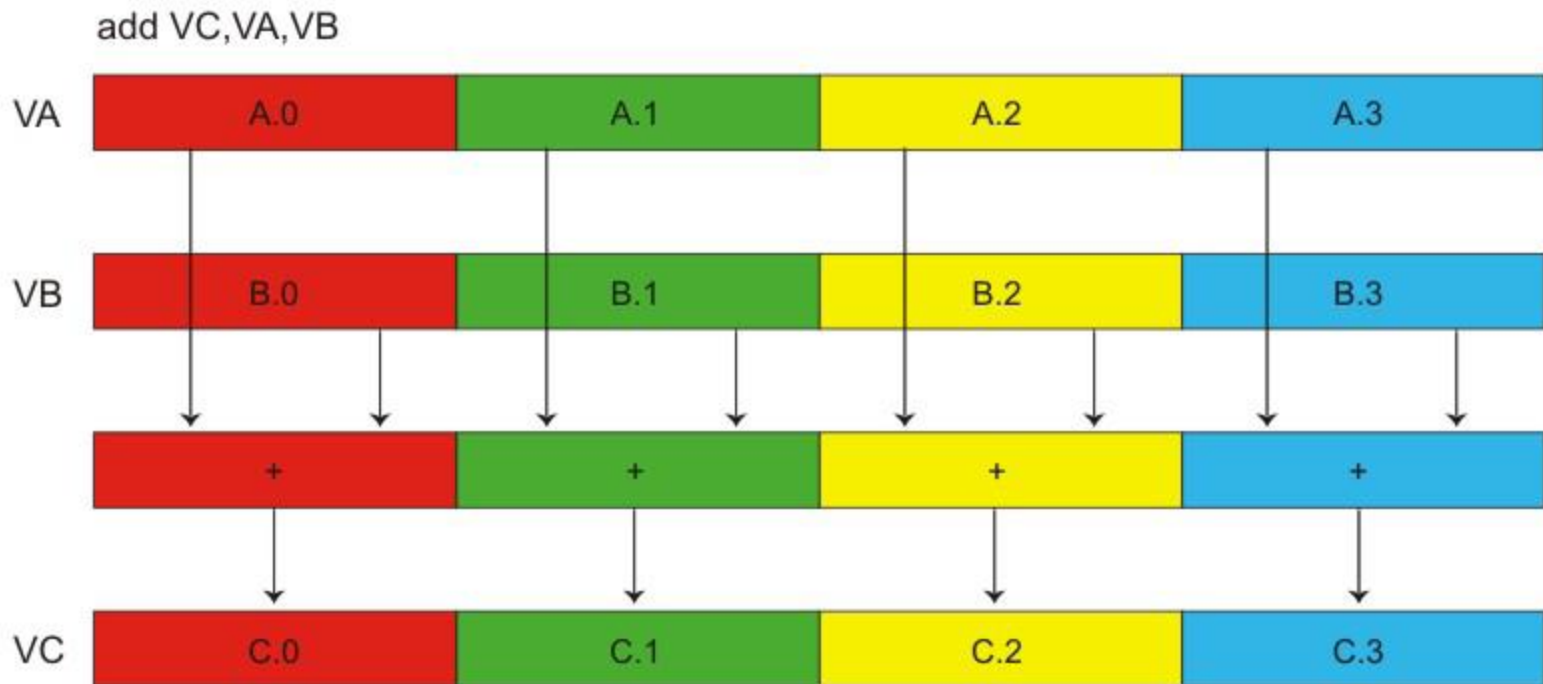 add VC,VA,VB
VA A.0 A.1 A.2 A.3
VB B.0 B.1 B.2 B.3
+ + + +
VC C.0 C.1 C.2 C.3